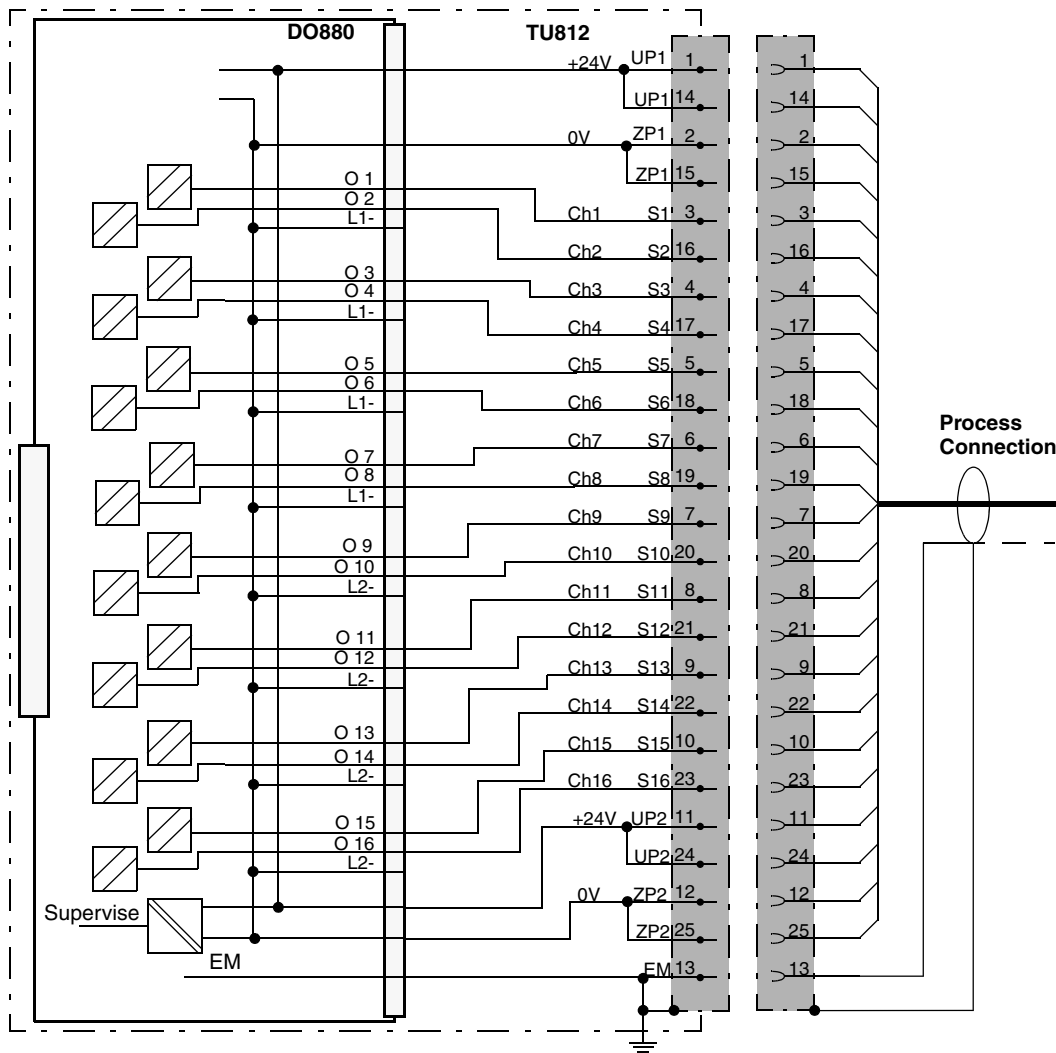 DO880 TU812
+24V UP1 1 1
UP1 14 14
0V ZP1 2 2
ZP1 15 15
O 1
O 2
L1-
Ch1 S1 3 3
Ch2 S2 16 16
O 3
O 4
L1-
Ch3 S3 4 4
Ch4 S4 17 17
O 5
O 6
L1-
Ch5 S5 5 5
Ch6 S6 18 18
O 7
O 8
L1-
Ch7 S7 6 6
Ch8 S8 19 19
Process
Connection
O 9
O 10
L2-
Ch9 S9 7 7
Ch10 S10 20 20
O 11
O 12
L2-
Ch11 S11 8 8
Ch12 S12 21 21
O 13
O 14
L2-
Ch13 S13 9 9
Ch14 S14 22 22
O 15
O 16
L2-
Ch15 S15 10 10
Ch16 S16 23 23
+24V UP2 11 11
UP2 24 24
0V ZP2 12 12
Supervise
ZP2 25 25
EM
EM 13 13